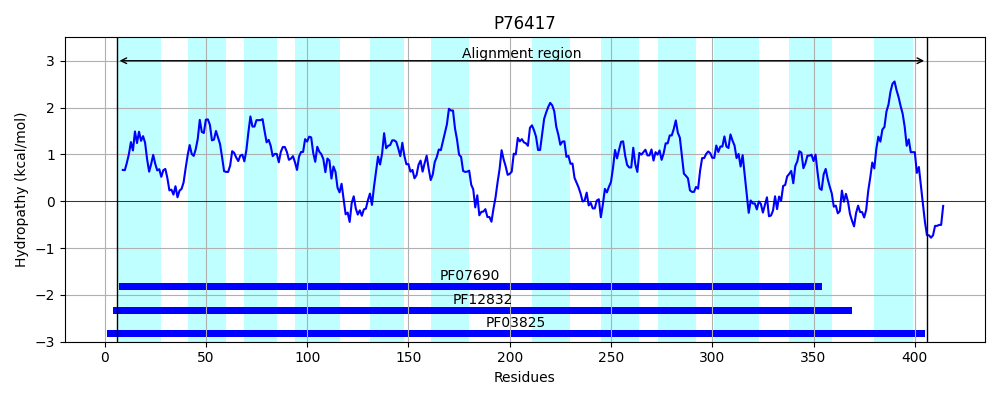 P76417
Alignment region
3
2
1
0
−1
−2
−3
Hydropathy (kcal/mol)
PF07690
PF12832
PF03825
0 50 100 150 200 250 300 350 400
Residues